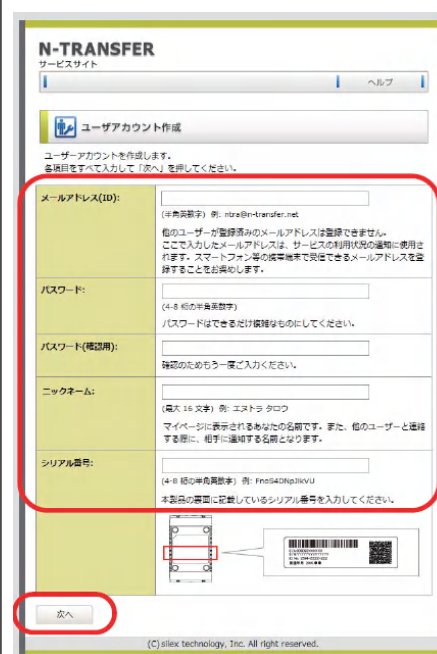 N-TRANSFER
サービスサイト
ヘルプ
ユーザアカウント作成
ユーザーアカウントを作成します。
各項目をすべて入力して「次へ」を押してください。
メールアドレス(ID):
(半角英数字) 例: ntra@n-transfer.net
他のユーザーが登録済みのメールアドレスは登録できません。
ここで入力したメールアドレスは、サービスの利用状況の通知に使用さ
れます。スマートフォン等の携帯端末で受信できるメールアドレスを登
録することをお奨めします。
パスワード:
(4-8 桁の半角英数字)
パスワードはできるだけ複雑なものにしてください。
パスワード(確認用):
確認のためもう一度ご入力ください。
ニックネーム:
(最大 16 文字) 例: エヌトラ タロウ
マイページに表示されるあなたの名前です。また、他のユーザーと連絡
する際に、相手に通知する名前となります。
シリアル番号:
(4-8 桁の半角英数字) 例: FnoS4DNpJikVU
本製品の裏面に記載しているシリアル番号を入力してください。
次へ
(C) silex technology, Inc. All right reserved.